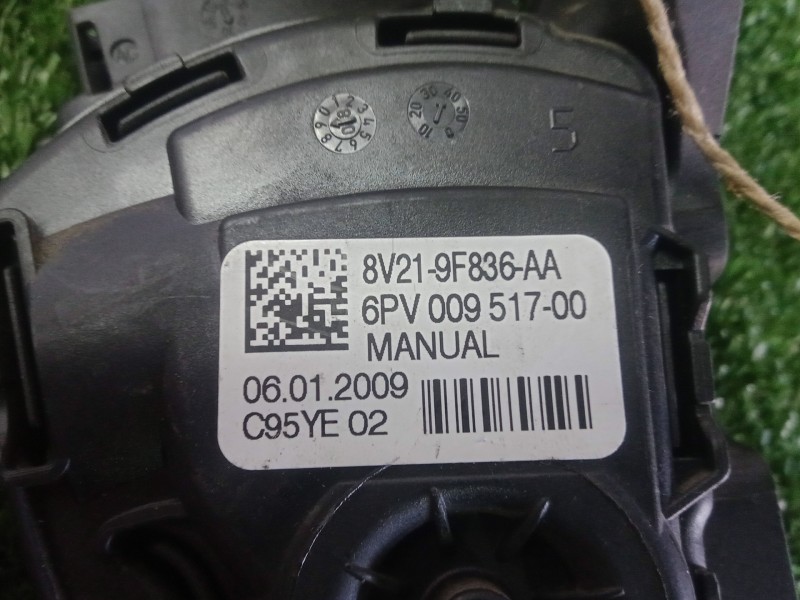 5
8V21-9F836-AA
6PV 009 517-00
MANUAL
06.01.2009
C95YE 02